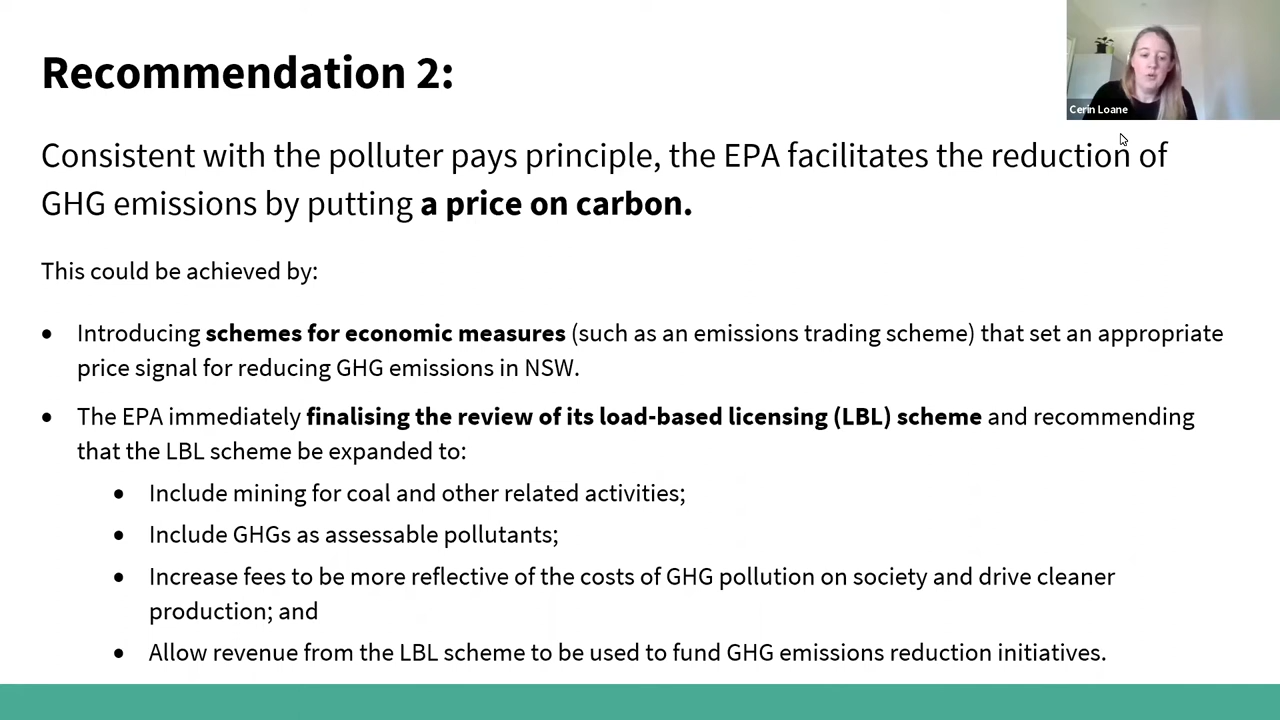 Recommendation 2:
Cerin Loane
Consistent with the polluter pays principle, the EPA facilitates the reduction of
GHG emissions by putting a price on carbon.
This could be achieved by:
• Introducing schemes for economic measures (such as an emissions trading scheme) that set an appropriate
price signal for reducing GHG emissions in NSW.
• The EPA immediately finalising the review of its load-based licensing (LBL) scheme and recommending
that the LBL scheme be expanded to:
• Include mining for coal and other related activities;
• Include GHGs as assessable pollutants;
• Increase fees to be more reflective of the costs of GHG pollution on society and drive cleaner
production; and
• Allow revenue from the LBL scheme to be used to fund GHG emissions reduction initiatives.